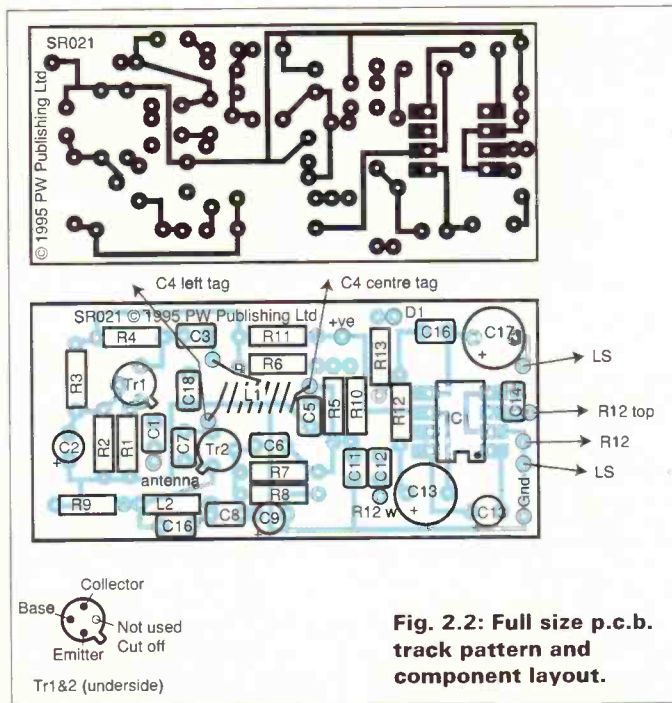 SR021
© 1995 PW Publishing Ltd
C4 left tag
C4 centre tag
SR021 © 1995 PW Publishing Ltd
+ve
D1
R4
C3
R11
C16
C17
+
LS
R3
R6
R13
Tr1
C18
L1
C5
R5
R10
R12
IC1
C14
R12 top
C2
+
R2
R1
C1
C7
Tr2
C6
R12
antenna
R7
C11
C12
LS
R9
L2
R8
C13
+
C16
C8
C9
+
R12 w
C13
Gnd
Collector
Base
Not used
Cut off
Emitter
Tr1&2 (underside)
Fig. 2.2: Full size p.c.b.
track pattern and
component layout.